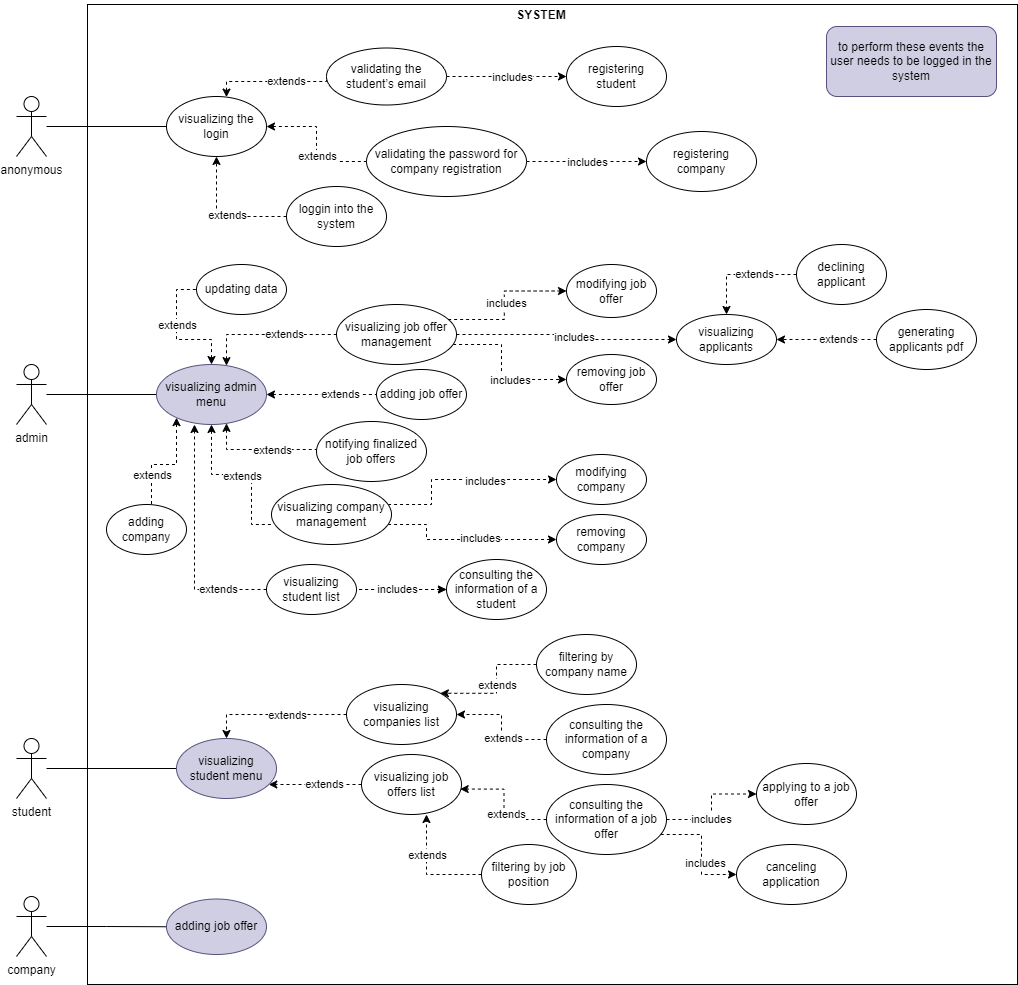 SYSTEM
to perform these events the
user needs to be logged in the
system
validating the
student's email
extends
includes
registering
student
visualizing the
login
anonymous
extends
validating the password for
company registration
includes
registering
company
extends
loggin into the
system
updating data
extends
extends
visualizing job offer
management
includes
modifying job
offer
includes
includes
removing job
offer
visualizing
applicants
extends
declining
applicant
extends
generating
applicants pdf
admin
visualizing admin
menu
extends
adding job offer
extends
notifying finalized
job offers
extends
adding
company
extends
visualizing company
management
includes
modifying
company
includes
removing
company
extends
visualizing
student list
includes
consulting the
information of a
student
filtering by
company name
extends
visualizing
companies list
extends
extends
consulting the
information of a
company
student
visualizing
student menu
extends
visualizing job
offers list
extends
consulting the
information of a job
offer
includes
applying to a job
offer
includes
canceling
application
extends
filtering by job
position
company
adding job offer